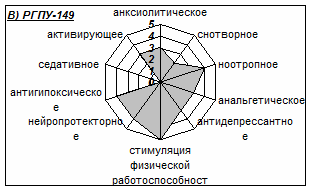 В) РГПУ-149
анксиолитическое
5
4
3
2
1
0
снотворное
ноотропное
анальгетическое
антидепрессантно
е
стимуляция
физической
работоспособност
нейропротекторно
е
антигипоксическо
е
седативное
активирующее